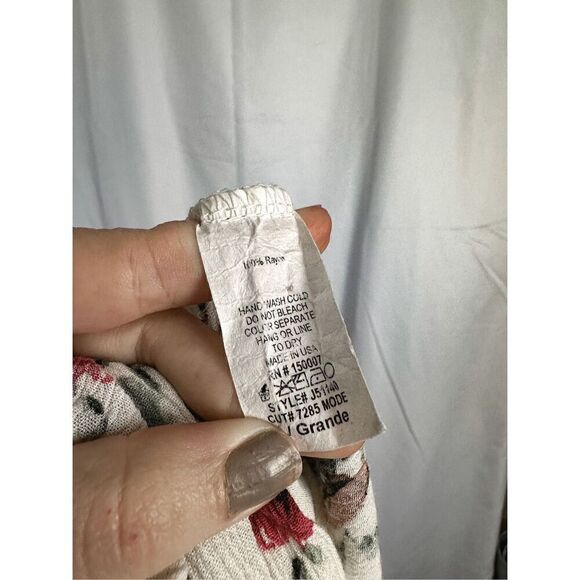 100% Rayon
HAND WASH COLD
DO NOT BLEACH
COLOR SEPARATE
HANG OR LINE
TO DRY
MADE IN USA
RN # 150007
STYLE# J51140
CUT# 7285 MODE
/ Grande